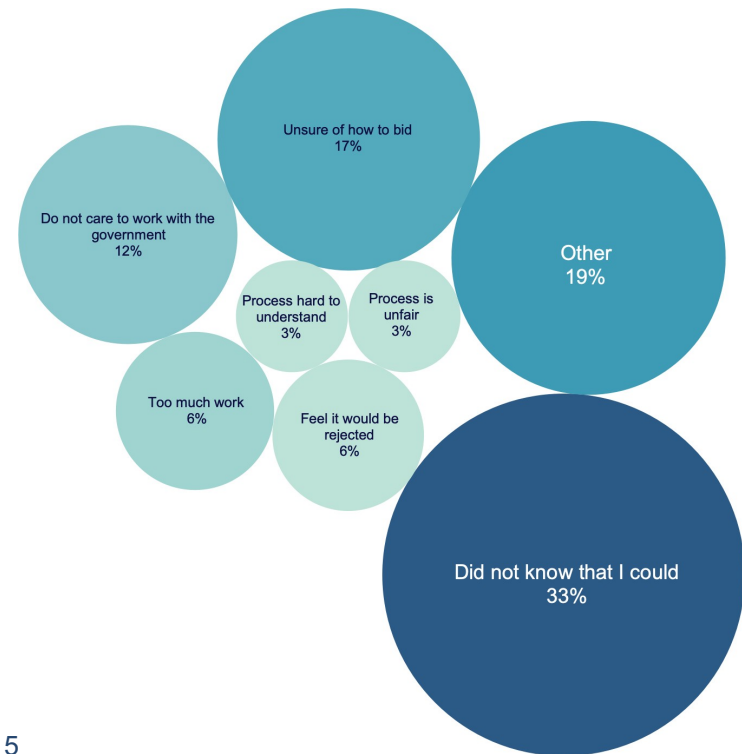 Unsure of how to bid
17%
Do not care to work with the
government
12%
Other
19%
Process hard to
understand
3%
Process is
unfair
3%
Too much work
6%
Feel it would be
rejected
6%
Did not know that I could
33%
5